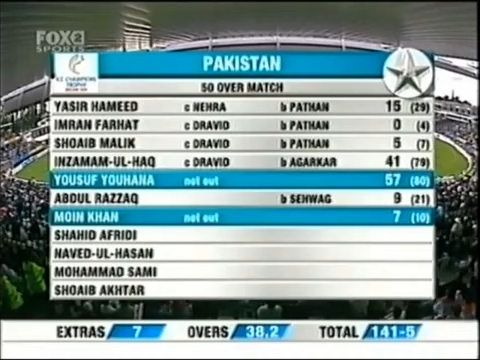 FOX SPORTS 2
PAKISTAN
ICC CHAMPIONS TROPHY
50 OVER MATCH
YASIR HAMEED c NEHRA b PATHAN 15 (29)
IMRAN FARHAT c DRAVID b PATHAN 0 (4)
SHOAIB MALIK c DRAVID b PATHAN 5 (7)
INZAMAM-UL-HAQ c DRAVID b AGARKAR 41 (79)
YOUSUF YOUHANA not out 57 (80)
ABDUL RAZZAQ b SEHWAG 9 (21)
MOIN KHAN not out 7 (10)
SHAHID AFRIDI
NAVED-UL-HASAN
MOHAMMAD SAMI
SHOAIB AKHTAR
EXTRAS 7 OVERS 38.2 TOTAL 141-5